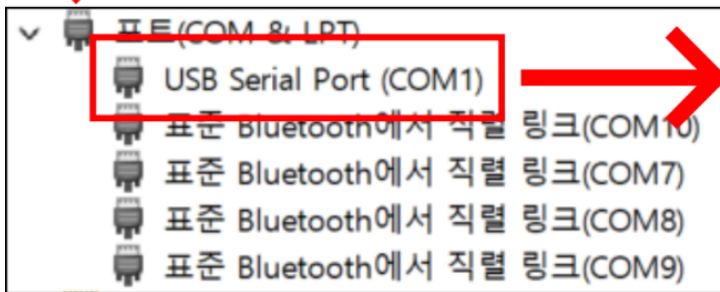 포트(COM & LPT)
USB Serial Port (COM1)
표준 Bluetooth에서 직렬 링크(COM10)
표준 Bluetooth에서 직렬 링크(COM7)
표준 Bluetooth에서 직렬 링크(COM8)
표준 Bluetooth에서 직렬 링크(COM9)